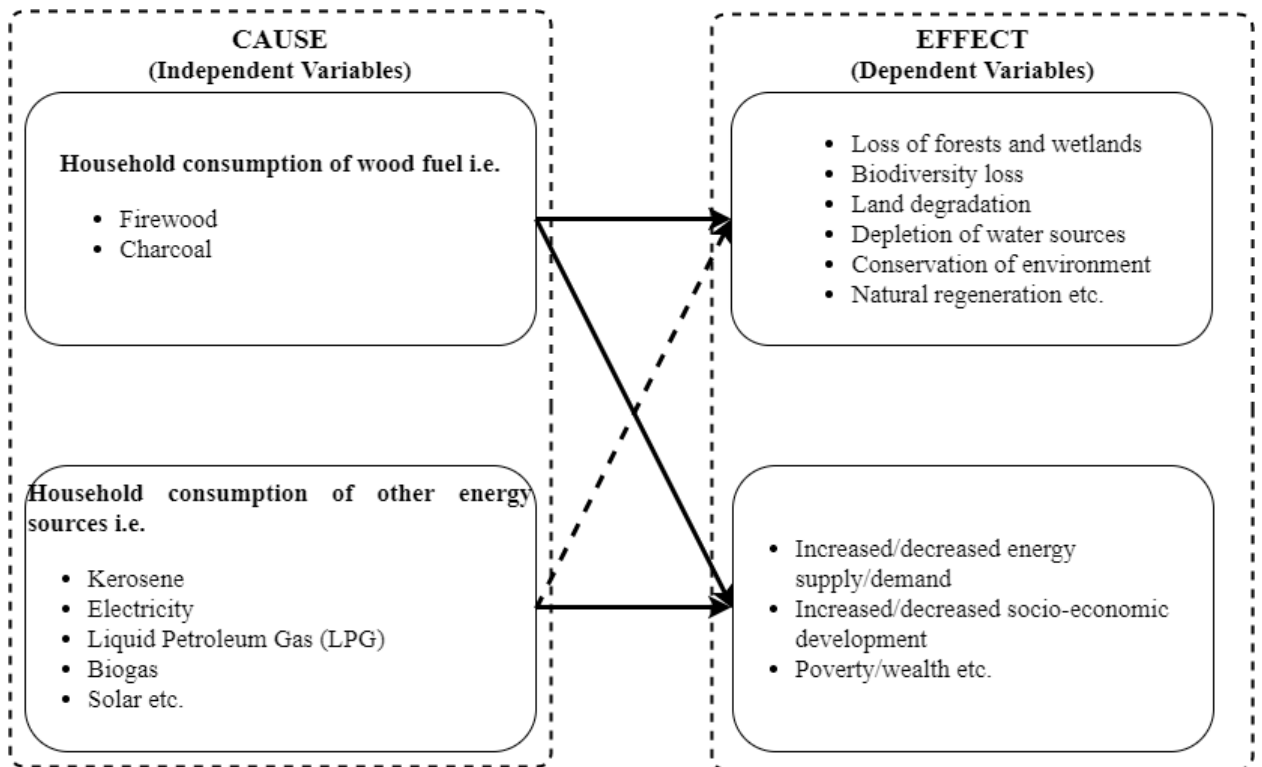 CAUSE
(Independent Variables)
Household consumption of wood fuel i.e.
• Firewood
• Charcoal
Household consumption of other energy
sources i.e.
• Kerosene
• Electricity
• Liquid Petroleum Gas (LPG)
• Biogas
• Solar etc.
EFFECT
(Dependent Variables)
• Loss of forests and wetlands
• Biodiversity loss
• Land degradation
• Depletion of water sources
• Conservation of environment
• Natural regeneration etc.
• Increased/decreased energy
supply/demand
• Increased/decreased socio-economic
development
• Poverty/wealth etc.